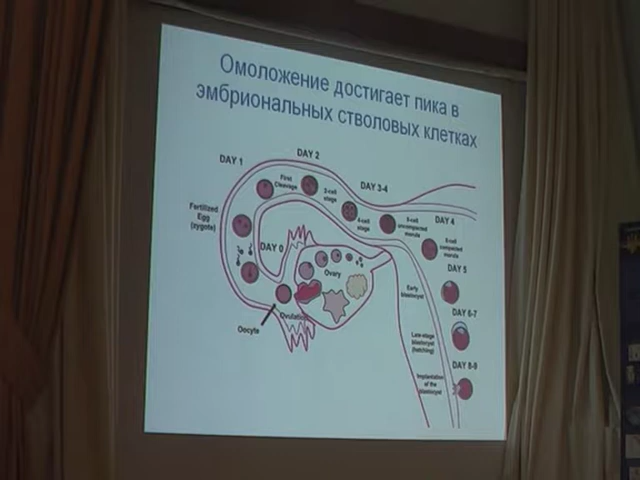 Омоложение достигает пика в
эмбриональных стволовых клетках
DAY 1
DAY 2
DAY 3-4
DAY 4
First
Cleavage
2-cell
stage
4-cell
stage
8-cell
uncompacted
morula
8-cell
compacted
morula
Fertilized
Egg
(zygote)
DAY 0
Ovary
DAY 5
Early
blastocyst
DAY 6-7
Late-stage
blastocyst
(hatching)
DAY 8-9
Implantation
of the
blastocyst
Ovulation
Oocyte